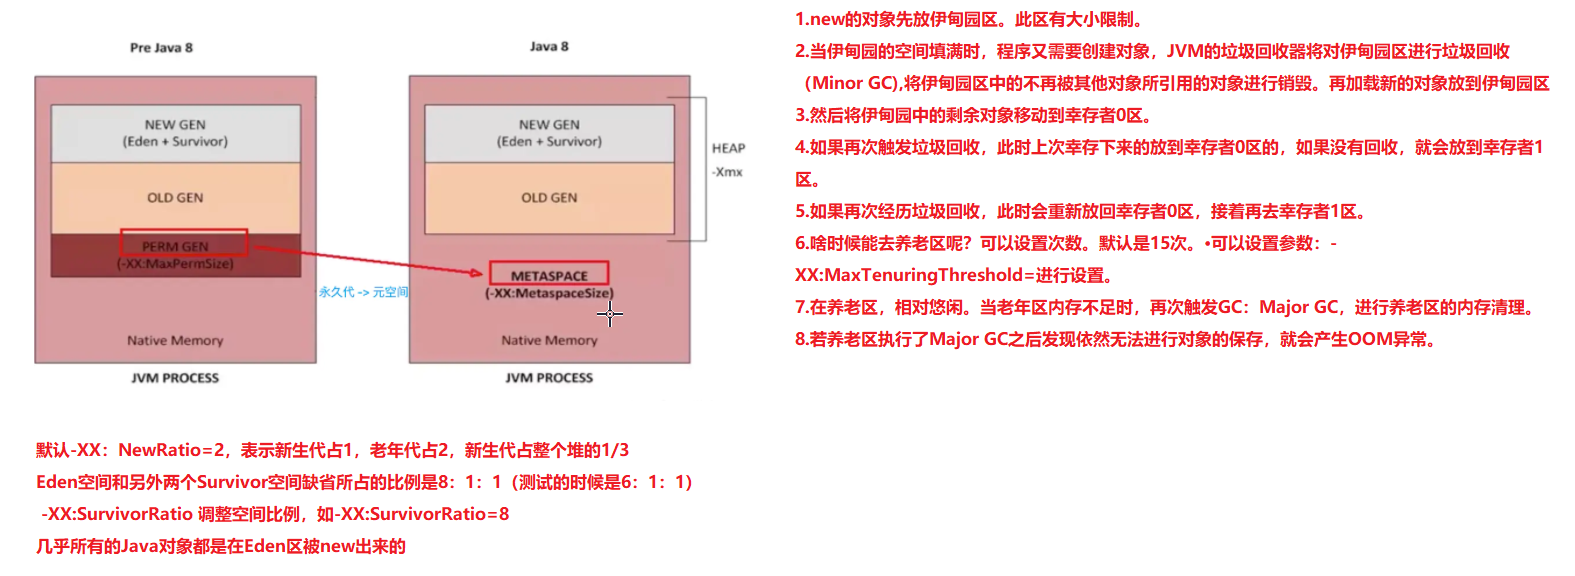 Pre Java 8
Java 8
NEW GEN
(Eden + Survivor)
OLD GEN
PERM GEN
(-XX:MaxPermSize)
Native Memory
JVM PROCESS
永久代 -> 元空间
NEW GEN
(Eden + Survivor)
OLD GEN
HEAP
-Xmx
METASPACE
(-XX:MetaspaceSize)
Native Memory
JVM PROCESS
默认-XX：NewRatio=2，表示新生代占1，老年代占2，新生代占整个堆的1/3
Eden空间和另外两个Survivor空间缺省所占的比例是8：1：1（测试的时候是6：1：1）
-XX:SurvivorRatio 调整空间比例，如-XX:SurvivorRatio=8
几乎所有的Java对象都是在Eden区被new出来的
1.new的对象先放伊甸园区。此区有大小限制。
2.当伊甸园的空间填满时，程序又需要创建对象，JVM的垃圾回收器将对伊甸园区进行垃圾回收
（Minor GC),将伊甸园区中的不再被其他对象所引用的对象进行销毁。再加载新的对象放到伊甸园区
3.然后将伊甸园中的剩余对象移动到幸存者0区。
4.如果再次触发垃圾回收，此时上次幸存下来的放到幸存者0区的，如果没有回收，就会放到幸存者1
区。
5.如果再次经历垃圾回收，此时会重新放回幸存者0区，接着再去幸存者1区。
6.啥时候能去养老区呢？可以设置次数。默认是15次。•可以设置参数：-
XX:MaxTenuringThreshold=进行设置。
7.在养老区，相对悠闲。当老年区内存不足时，再次触发GC：Major GC，进行养老区的内存清理。
8.若养老区执行了Major GC之后发现依然无法进行对象的保存，就会产生OOM异常。